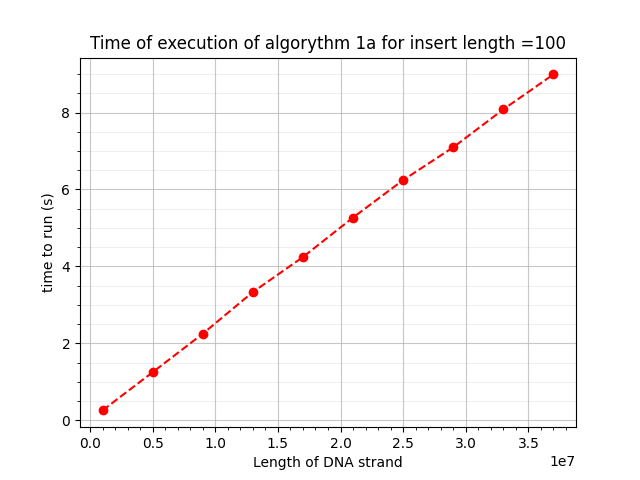 Time of execution of algorythm 1a for insert length =100
time to run (s)
8
6
4
2
0
0.0 0.5 1.0 1.5 2.0 2.5 3.0 3.5
1e7
Length of DNA strand